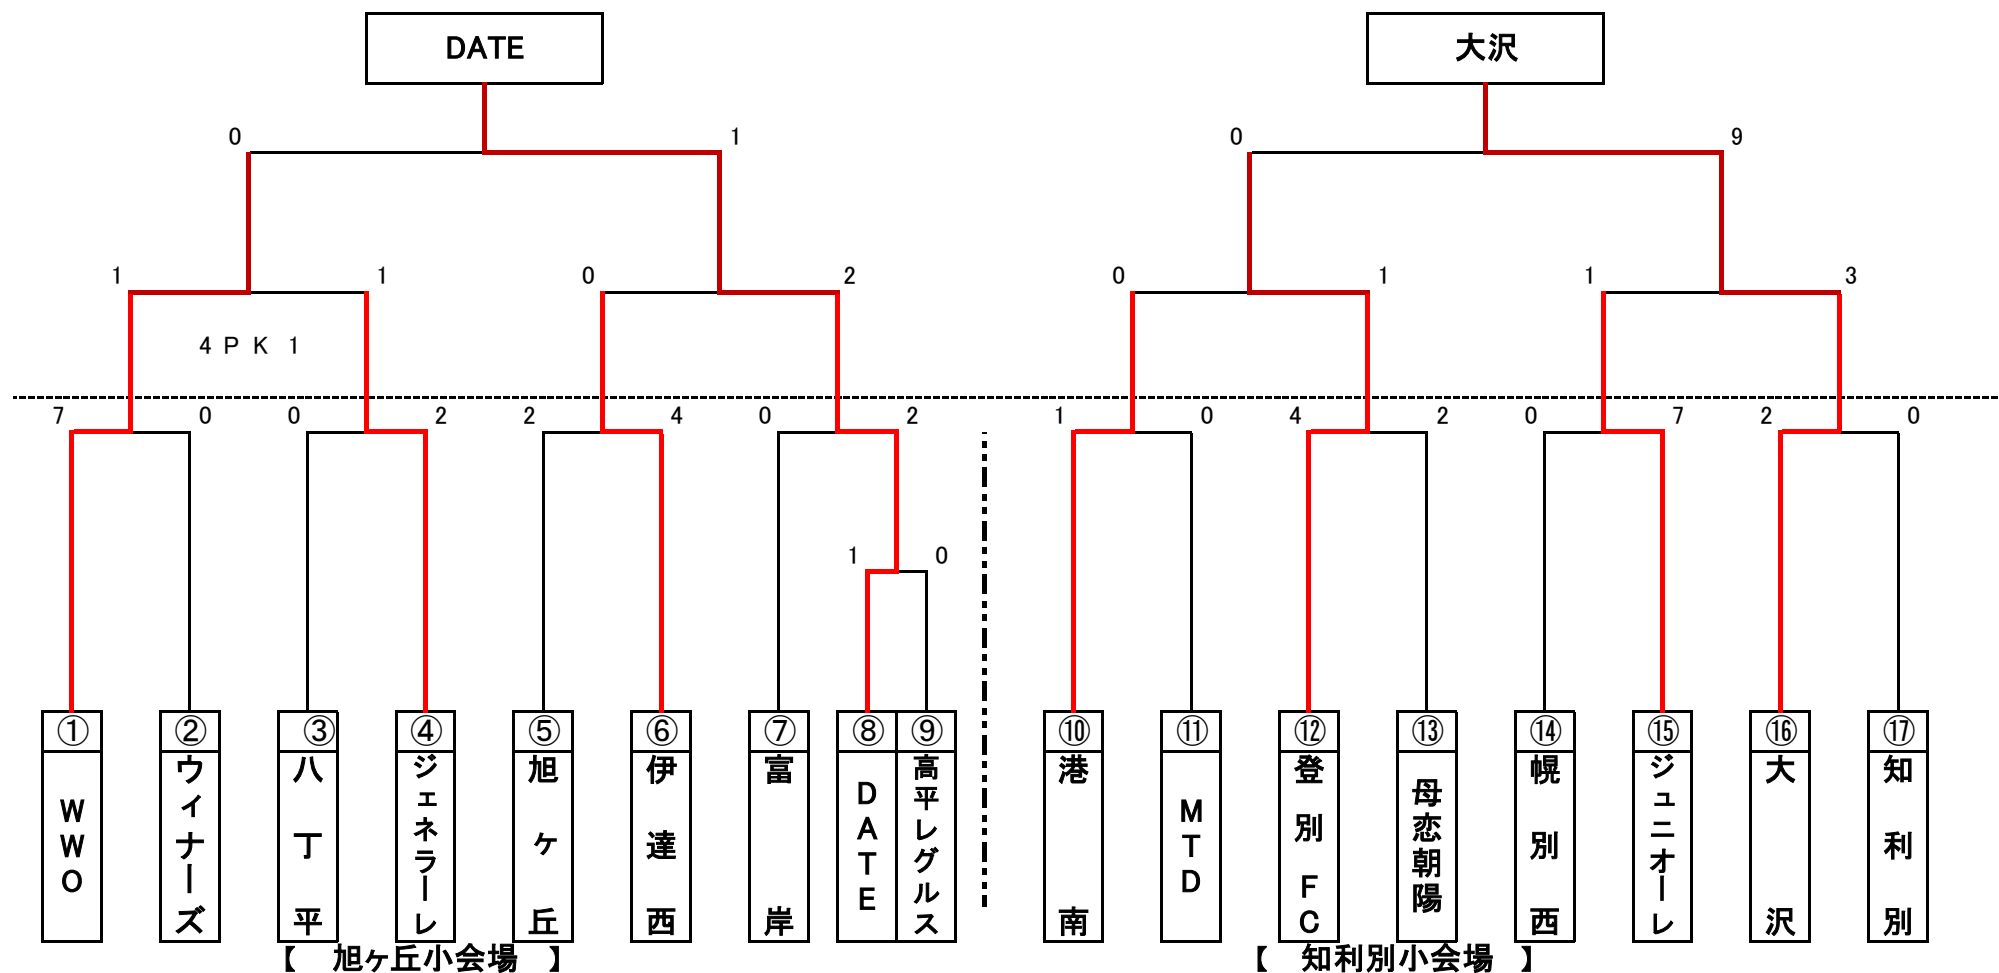 DATE 大沢
0 1 0 9
1 1 0 2 0 1 1 3
4 P K 1
7 0 0 2 2 4 0 2 1 0 4 2 0 7 2 0
1 0
① ② ③ ④ ⑤ ⑥ ⑦ ⑧ ⑨ ⑩ ⑪ ⑫ ⑬ ⑭ ⑮ ⑯ ⑰
WWO
ウィナーズ
八丁平
ジェネラーレ
旭ヶ丘
伊達西
富岸
DATE
高平レグルス
港南
MTD
登別FC
母恋朝陽
幌別西
ジュニオーレ
大沢
知利別
【 旭ヶ丘小会場 】 【 知利別小会場 】